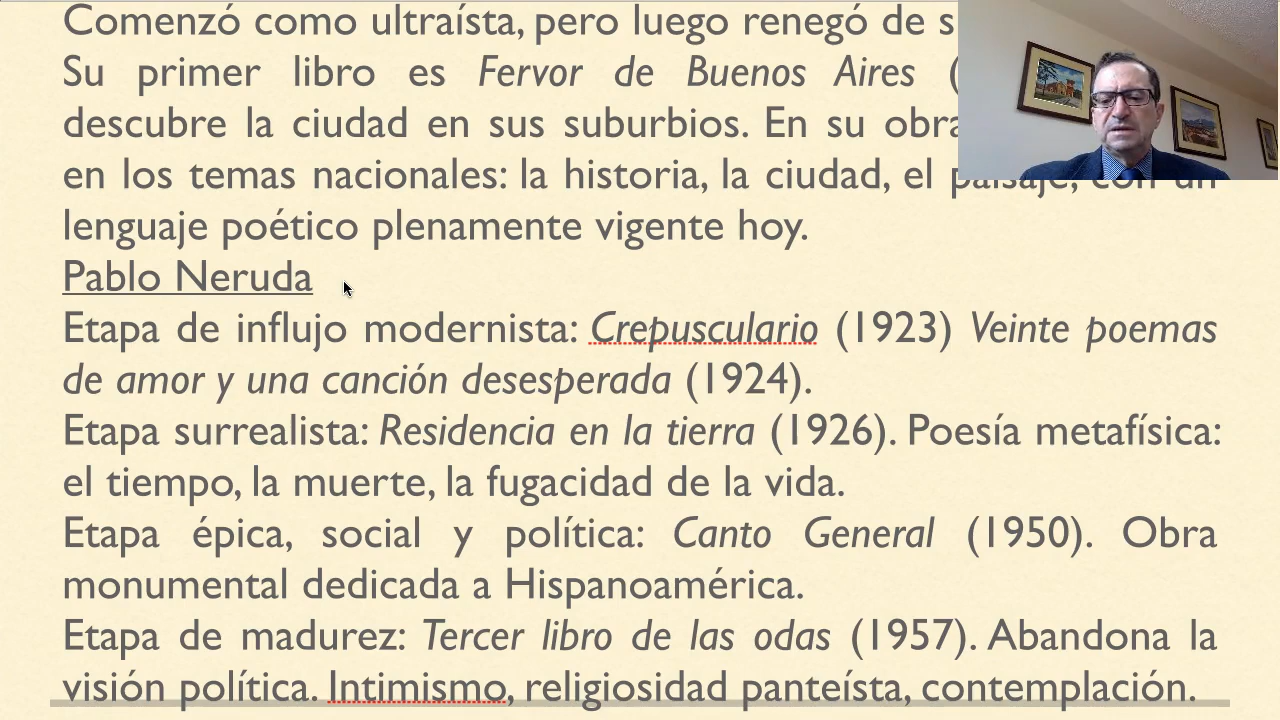 Comenzó como ultraísta, pero luego renegó de s
Su primer libro es Fervor de Buenos Aires (
descubre la ciudad en sus suburbios. En su obra
en los temas nacionales: la historia, la ciudad, el paisaje, con un
lenguaje poético plenamente vigente hoy.
Pablo Neruda
Etapa de influjo modernista: Crepusculario (1923) Veinte poemas
de amor y una canción desesperada (1924).
Etapa surrealista: Residencia en la tierra (1926). Poesía metafísica:
el tiempo, la muerte, la fugacidad de la vida.
Etapa épica, social y política: Canto General (1950). Obra
monumental dedicada a Hispanoamérica.
Etapa de madurez: Tercer libro de las odas (1957). Abandona la
visión política. Intimismo, religiosidad panteísta, contemplación.